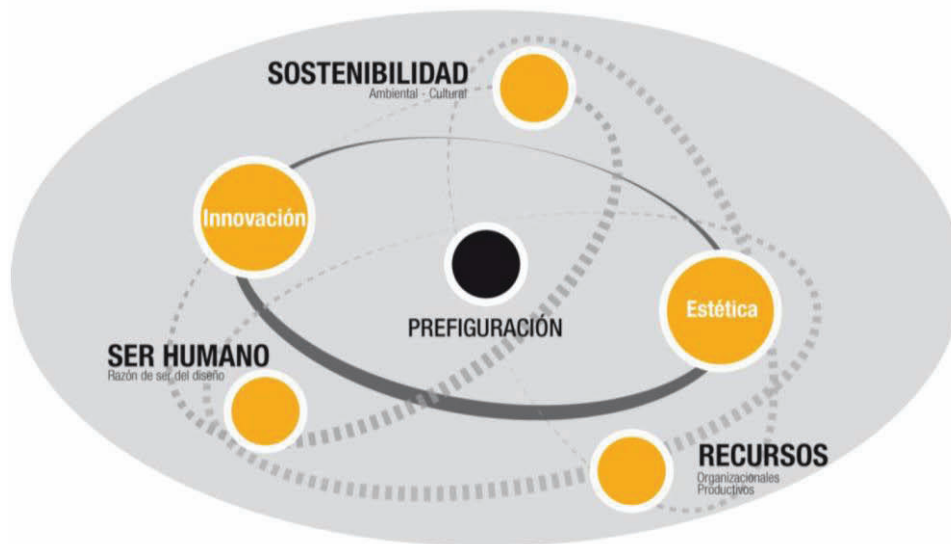 SOSTENIBILIDAD
Ambiental - Cultural
Innovación
PREFIGURACIÓN
Estética
SER HUMANO
Razón de ser del diseño
RECURSOS
Organizacionales
Productivos